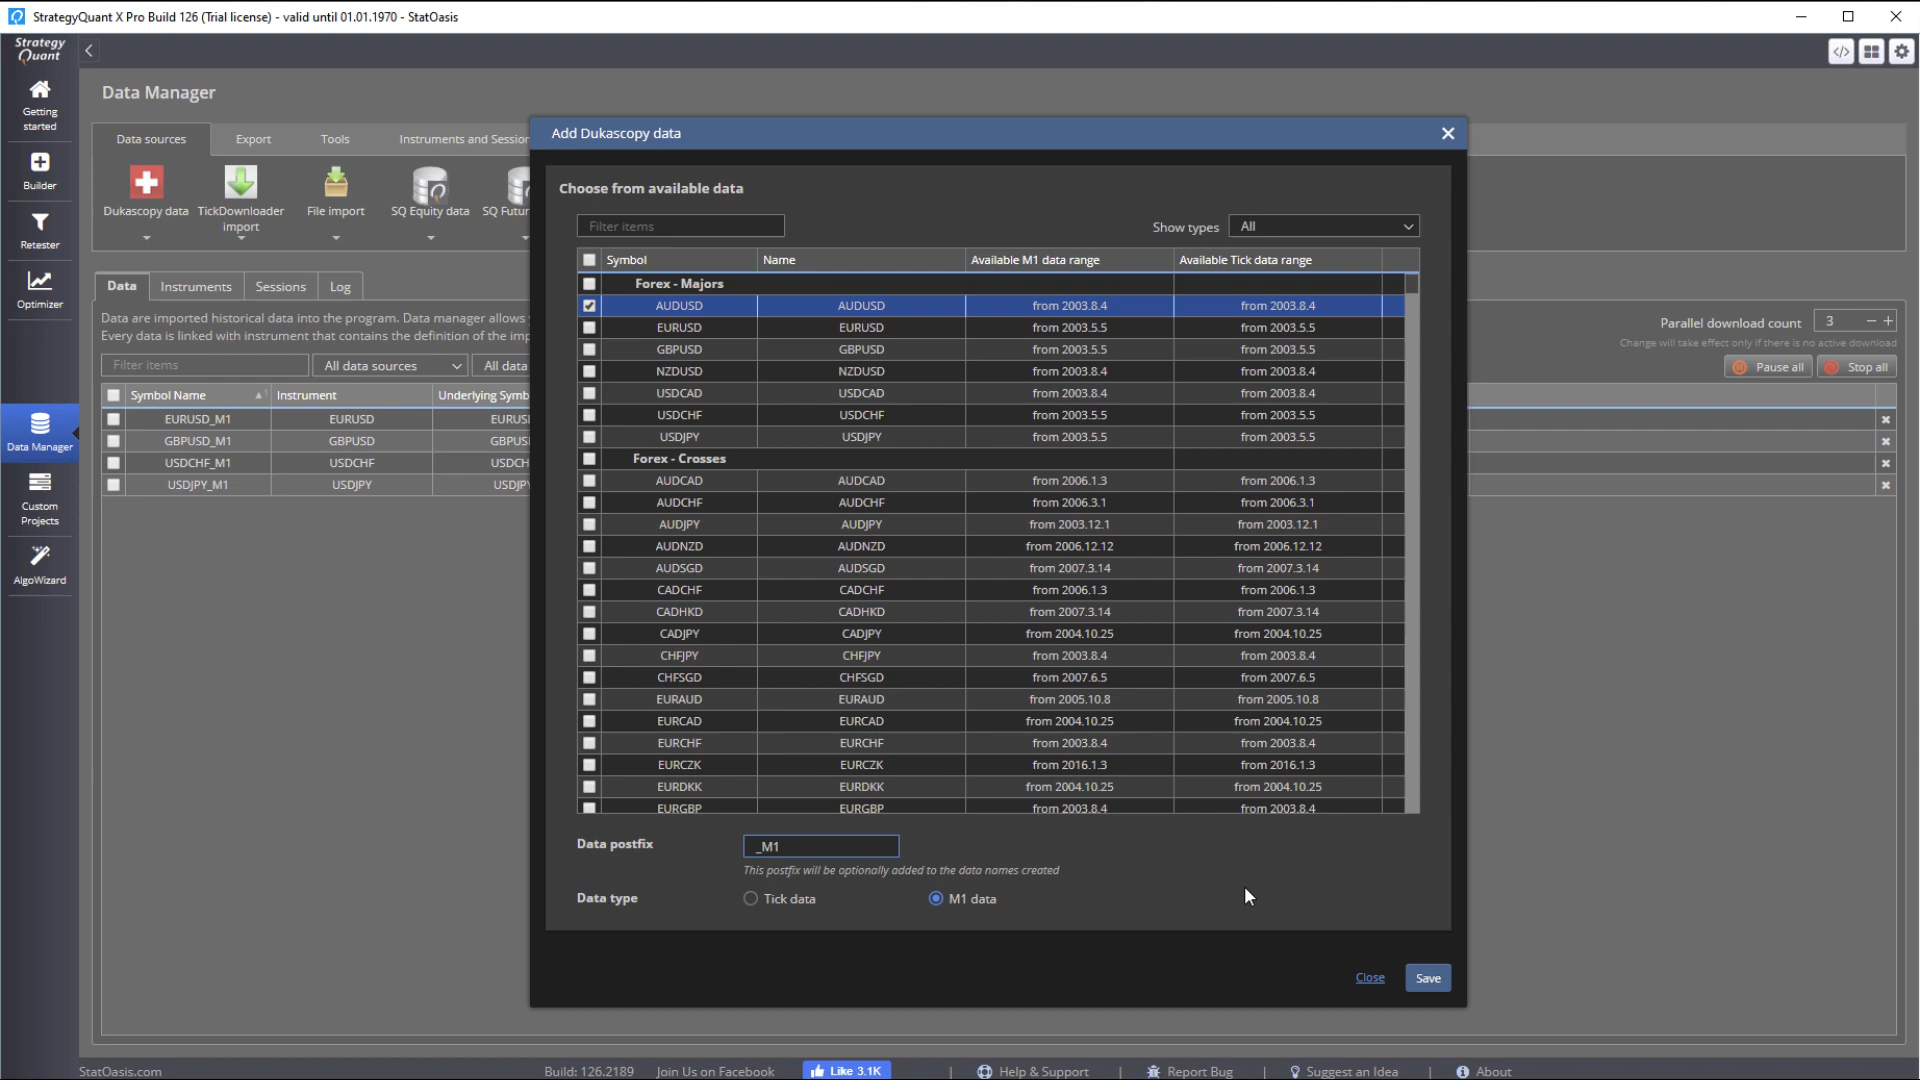 StrategyQuant X Pro Build 126 (Trial license) - valid until 01.01.1970 - StatOasis
Strategy
Quant
Getting
started
Builder
Retester
Optimizer
Data Manager
Custom
Projects
AlgoWizard
Data Manager
Data sources Export Tools Instruments and Session
Dukascopy data TickDownloader import File import SQ Equity data SQ Futur
Data Instruments Sessions Log
Data are imported historical data into the program. Data manager allows
Every data is linked with instrument that contains the definition of the imp
Filter items All data sources All data
Parallel download count 3 − +
Change will take effect only if there is no active download
Pause all Stop all
Symbol Name Instrument Underlying Symb
EURUSD_M1 EURUSD EURUS
GBPUSD_M1 GBPUSD GBPUS
USDCHF_M1 USDCHF USDCH
USDJPY_M1 USDJPY USDJP
Add Dukascopy data
Choose from available data
Filter items Show types All
Symbol Name Available M1 data range Available Tick data range
Forex - Majors
AUDUSD AUDUSD from 2003.8.4 from 2003.8.4
EURUSD EURUSD from 2003.5.5 from 2003.5.5
GBPUSD GBPUSD from 2003.5.5 from 2003.5.5
NZDUSD NZDUSD from 2003.8.4 from 2003.8.4
USDCAD USDCAD from 2003.8.4 from 2003.8.4
USDCHF USDCHF from 2003.5.5 from 2003.5.5
USDJPY USDJPY from 2003.5.5 from 2003.5.5
Forex - Crosses
AUDCAD AUDCAD from 2006.1.3 from 2006.1.3
AUDCHF AUDCHF from 2006.3.1 from 2006.3.1
AUDJPY AUDJPY from 2003.12.1 from 2003.12.1
AUDNZD AUDNZD from 2006.12.12 from 2006.12.12
AUDSGD AUDSGD from 2007.3.14 from 2007.3.14
CADCHF CADCHF from 2006.1.3 from 2006.1.3
CADHKD CADHKD from 2007.3.14 from 2007.3.14
CADJPY CADJPY from 2004.10.25 from 2004.10.25
CHFJPY CHFJPY from 2003.8.4 from 2003.8.4
CHFSGD CHFSGD from 2007.6.5 from 2007.6.5
EURAUD EURAUD from 2005.10.8 from 2005.10.8
EURCAD EURCAD from 2004.10.25 from 2004.10.25
EURCHF EURCHF from 2003.8.4 from 2003.8.4
EURCZK EURCZK from 2016.1.3 from 2016.1.3
EURDKK EURDKK from 2004.10.25 from 2004.10.25
EURGBP EURGBP from 2003.8.4 from 2003.8.4
Data postfix _M1
This postfix will be optionally added to the data names created
Data type Tick data M1 data
Close Save
StatOasis.com Build: 126.2189 Join Us on Facebook Like 3.1K | Help & Support | Report Bug | Suggest an Idea | About